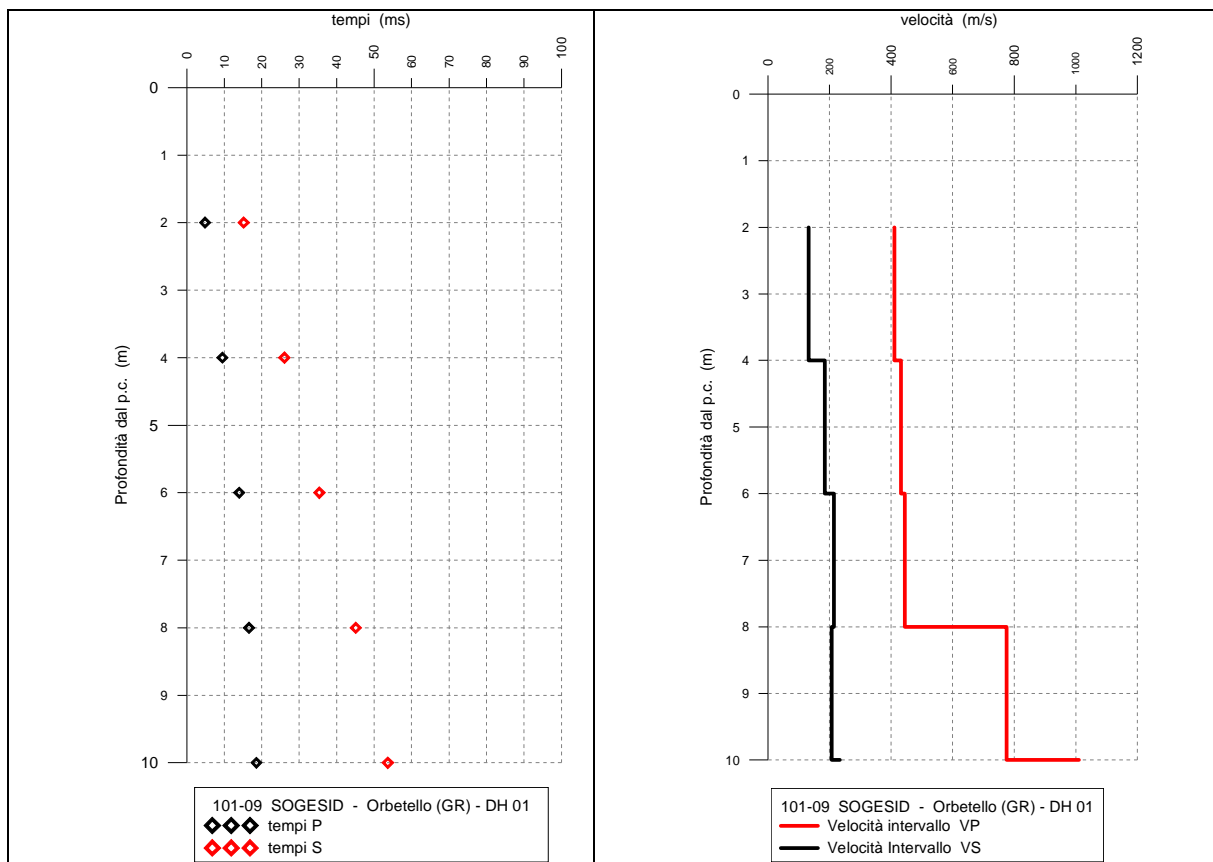 tempi (ms)
0 10 20 30 40 50 60 70 80 90 100
Profondità dal p.c. (m)
0
1
2
3
4
5
6
7
8
9
10
101-09 SOGESID - Orbetello (GR) - DH 01
tempi P
tempi S
velocità (m/s)
0 200 400 600 800 1000 1200
Profondità dal p.c. (m)
0
1
2
3
4
5
6
7
8
9
10
101-09 SOGESID - Orbetello (GR) - DH 01
Velocità intervallo VP
Velocità Intervallo VS